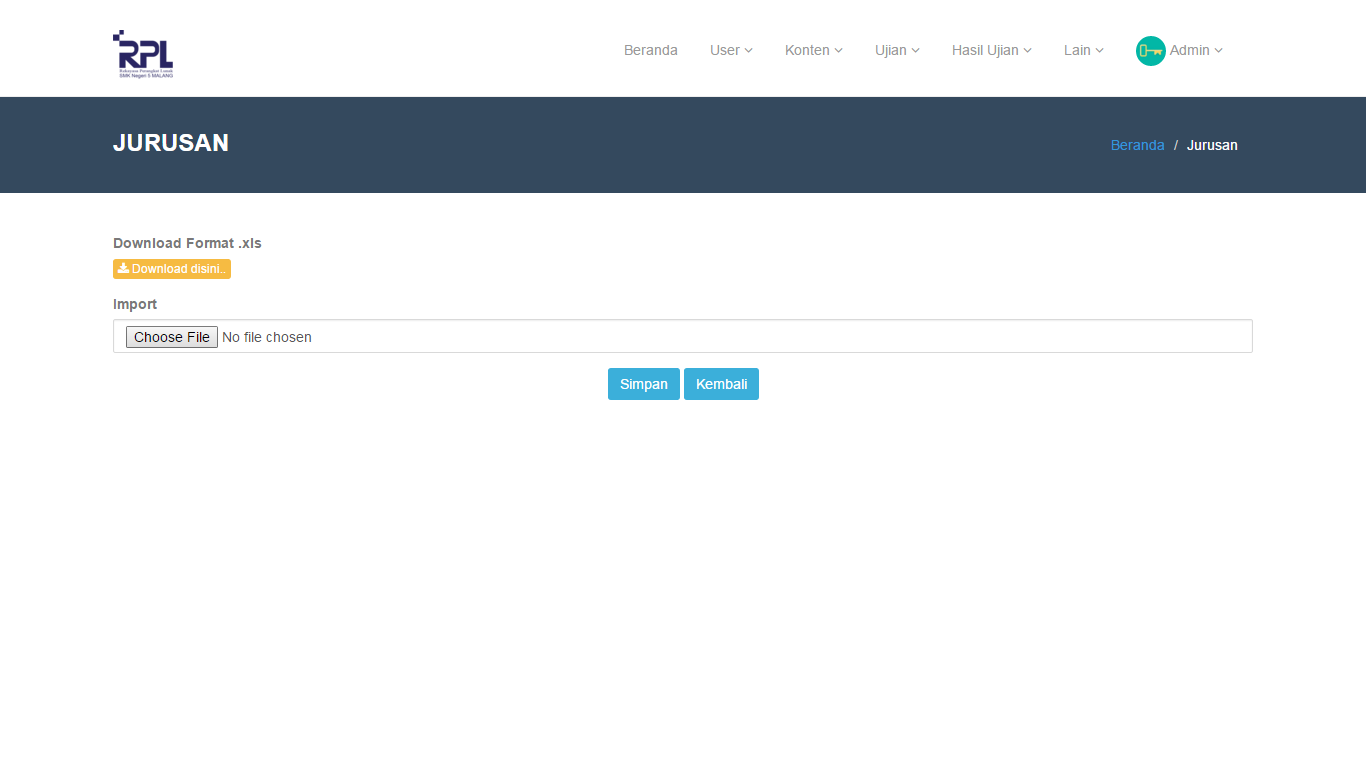 RPL
Rekayasa Perangkat Lunak
SMK Negeri 5 MALANG
Beranda User Konten Ujian Hasil Ujian Lain Admin
JURUSAN
Beranda / Jurusan
Download Format .xls
Download disini..
Import
Choose File No file chosen
Simpan Kembali